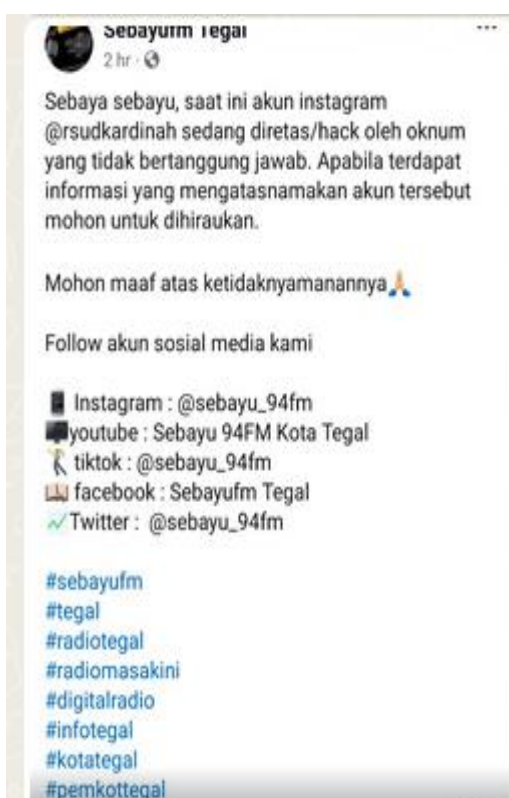 Sebayufm Tegal
2 hr
Sebaya sebayu, saat ini akun instagram
@rsudkardinah sedang diretas/hack oleh oknum
yang tidak bertanggung jawab. Apabila terdapat
informasi yang mengatasnamakan akun tersebut
mohon untuk dihiraukan.
Mohon maaf atas ketidaknyamanannya🙏
Follow akun sosial media kami
📱 Instagram : @sebayu_94fm
🖥️youtube : Sebayu 94FM Kota Tegal
🏌️ tiktok : @sebayu_94fm
📖 facebook : Sebayufm Tegal
📈Twitter : @sebayu_94fm
#sebayufm
#tegal
#radiotegal
#radiomasakini
#digitalradio
#infotegal
#kotategal
#pemkottegal